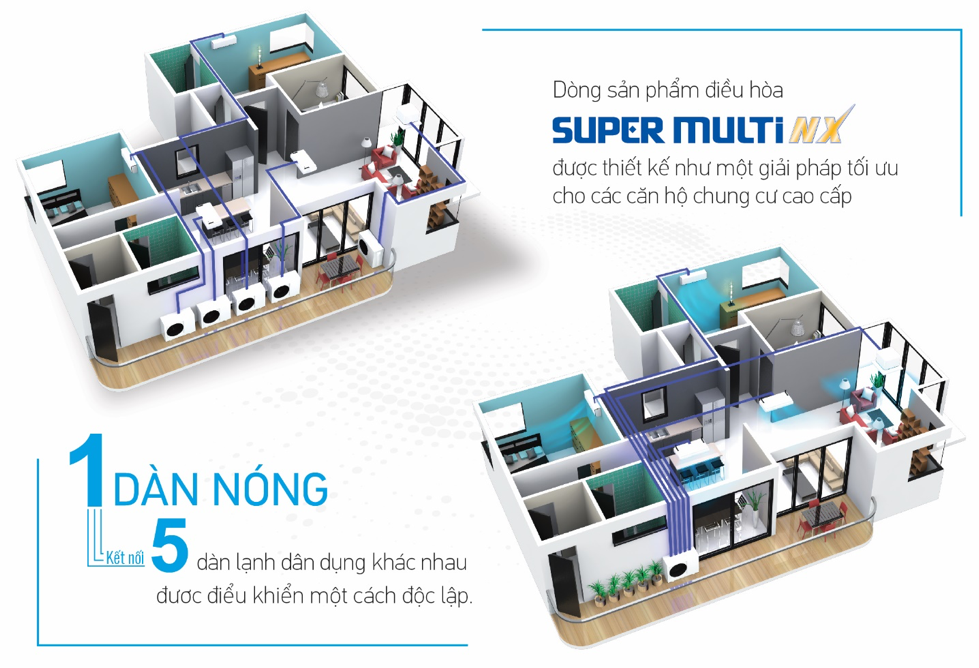 Dòng sản phẩm điều hòa
SUPER MULTi NX
được thiết kế như một giải pháp tối ưu
cho các căn hộ chung cư cao cấp
1 DÀN NÓNG
Kết nối 5 dàn lạnh dân dụng khác nhau
đươc điểu khiển một cách độc lập.